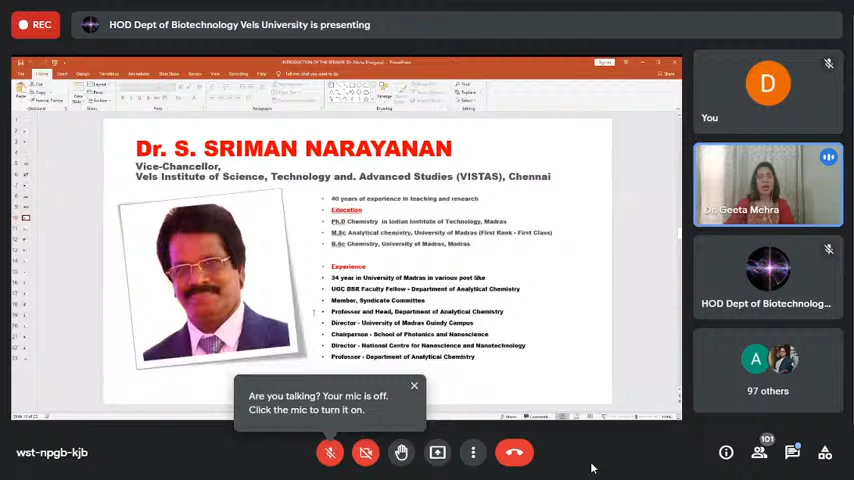 REC
HOD Dept of Biotechnology Vels University is presenting
INTRODUCTION OF THE SPEAKER
PowerPoint
Dr. S. SRIMAN NARAYANAN
Vice-Chancellor,
Vels Institute of Science, Technology and. Advanced Studies (VISTAS), Chennai
• 40 years of experience in teaching and research
• Education
• Ph.D Chemistry in Indian Institute of Technology, Madras
• M.Sc Analytical chemistry, University of Madras (First Rank - First Class)
• B.Sc Chemistry, University of Madras, Madras
• Experience
• 34 year in University of Madras in various post like
• UGC BSR Faculty Fellow - Department of Analytical Chemistry
• Member, Syndicate Committee
• Professor and Head, Department of Analytical Chemistry
• Director - University of Madras Guindy Campus
• Chairperson - School of Photonics and Nanoscience
• Director - National Centre for Nanoscience and Nanotechnology
• Professor - Department of Analytical Chemistry
Are you talking? Your mic is off.
Click the mic to turn it on.
D
You
Dr. Geeta Mehra
HOD Dept of Biotechnolog...
A
97 others
wst-npgb-kjb
101